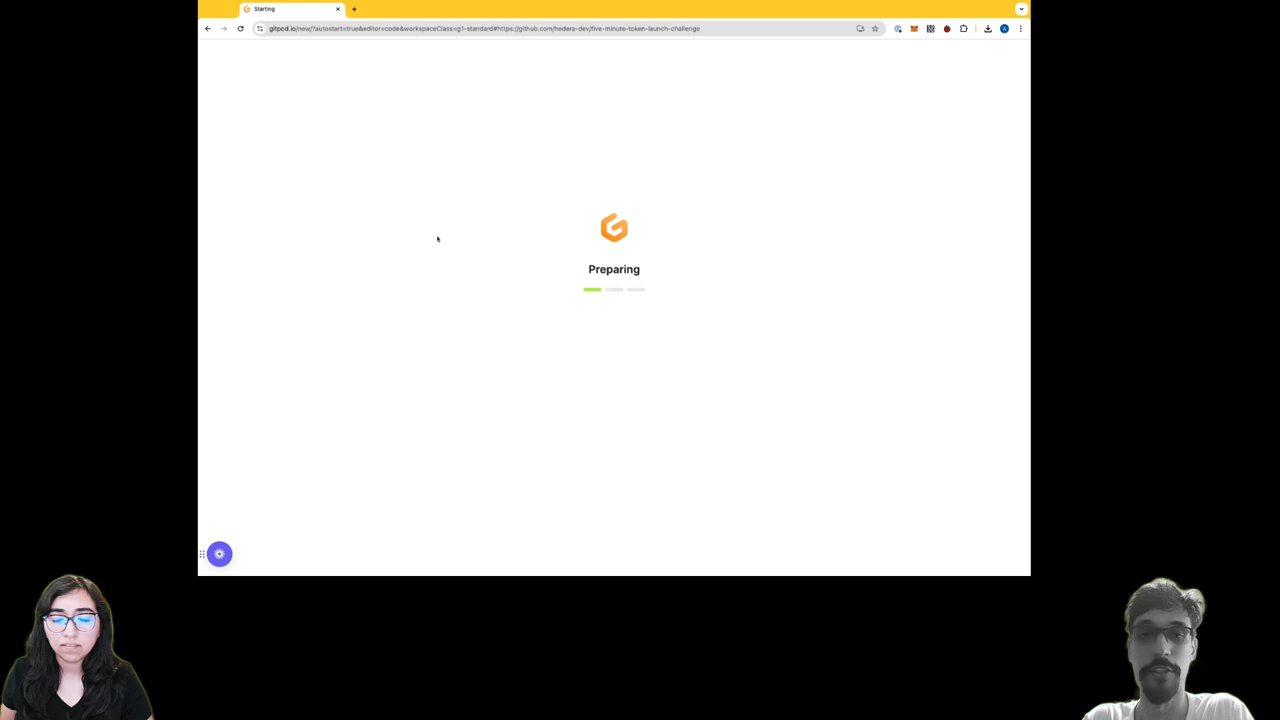 Starting
gitpod.io/new/?autostart=true&editor=code&workspaceClass=g1-standard#https://github.com/hedera-dev/five-minute-token-launch-challenge
Preparing